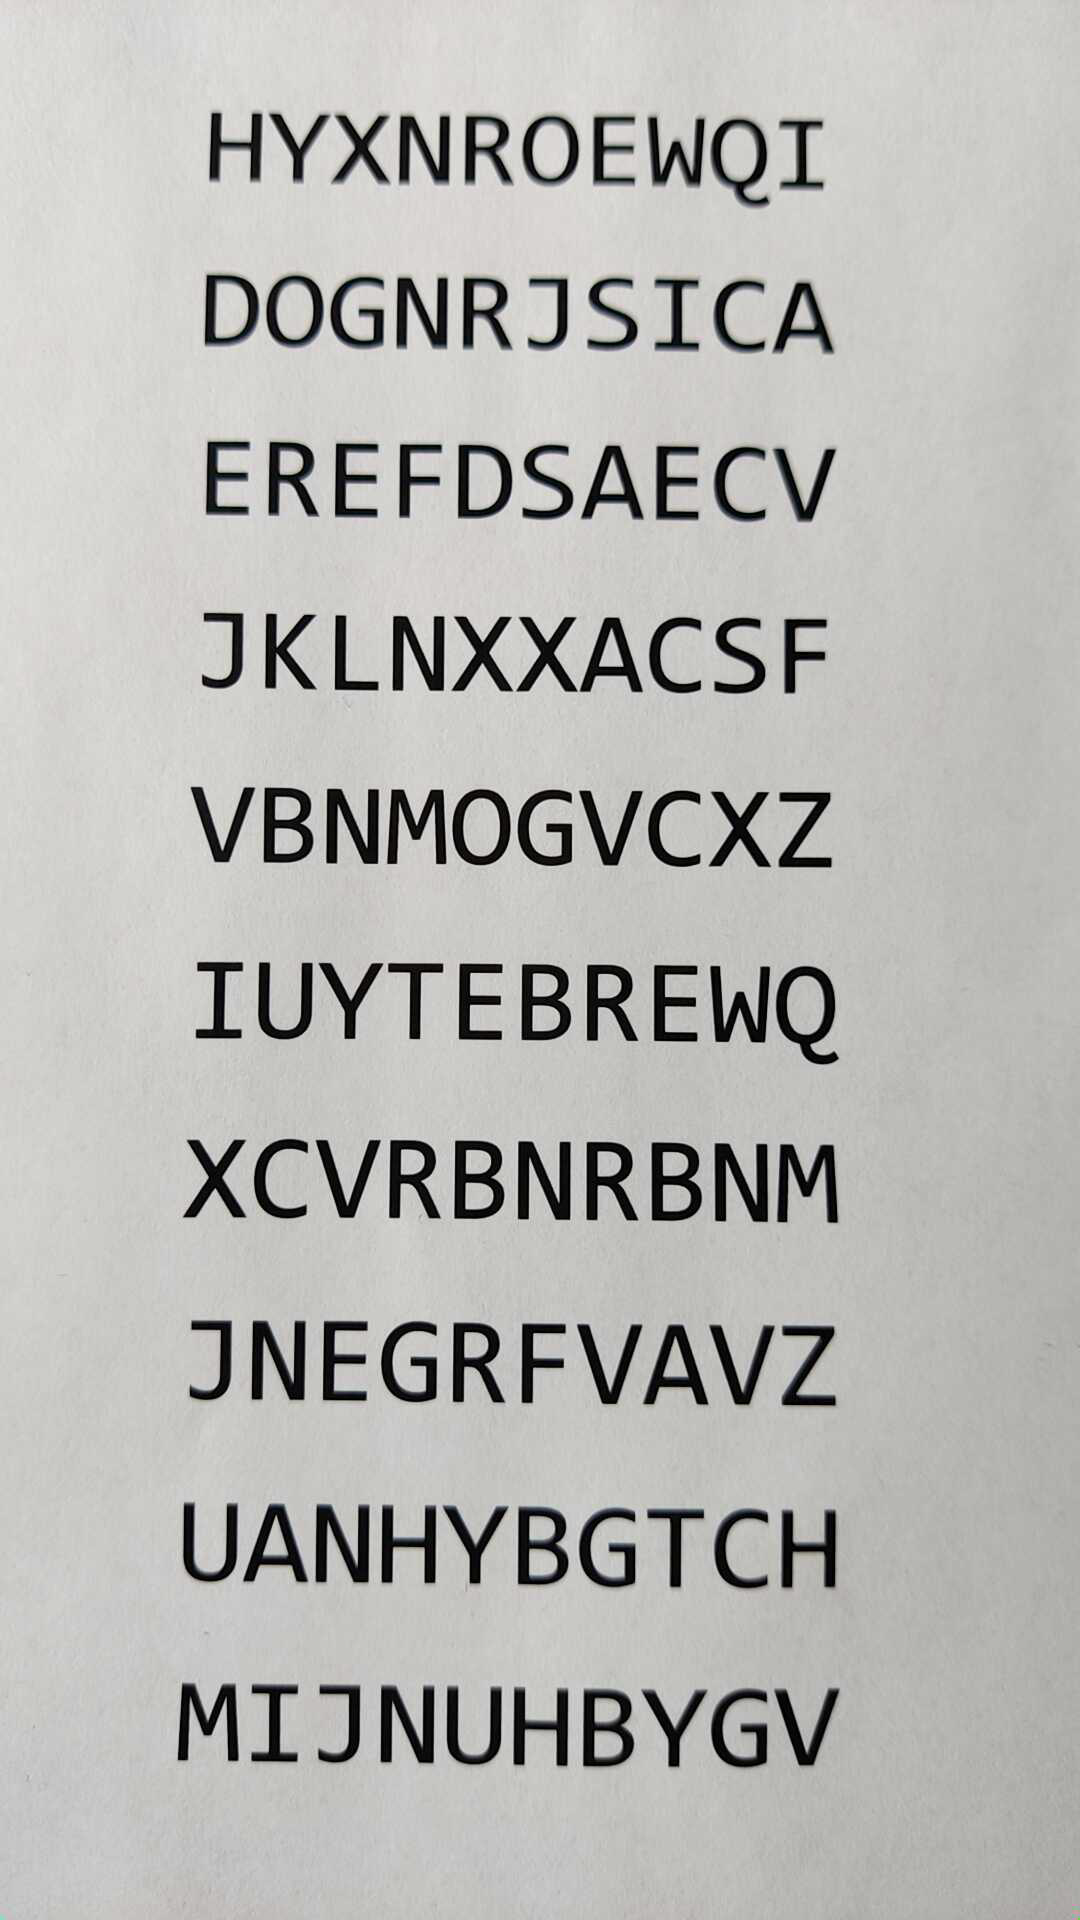 HYXNROEWQI
DOGNRJSICA
EREFDSAECV
JKLNXXACSF
VBNMOGVCXZ
IUYTEBREWQ
XCVRBNRBNM
JNEGRFVAVZ
UANHYBGTCH
MIJNUHBYGV